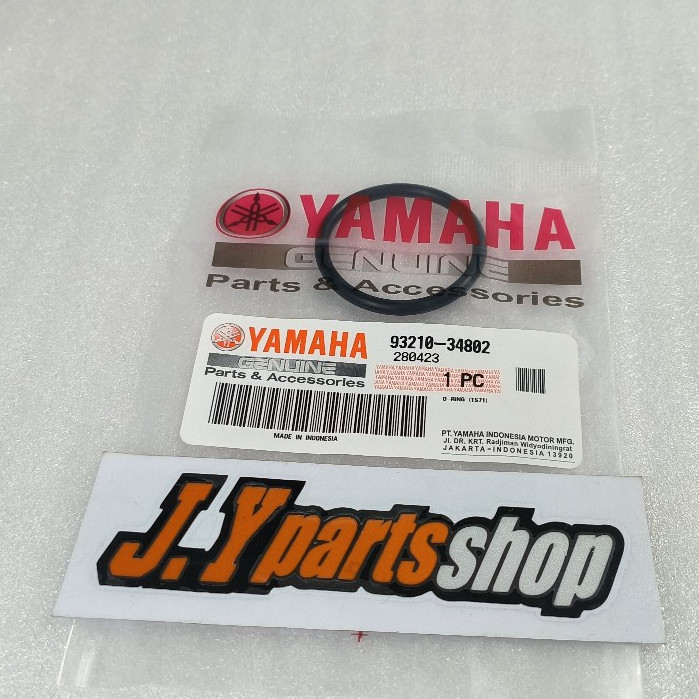 YAMAHA
GENUINE
Parts & Accessories
YAMAHA
GENUINE
Parts & Accessories
93210-34802
280423
1 PC
O RING (1S71)
MADE IN INDONESIA
PT. YAMAHA INDONESIA MOTOR MFG.
Jl. DR. KRT. Radjiman Widyodiningrat
JAKARTA-INDONESIA 13920
J.Y partsshop